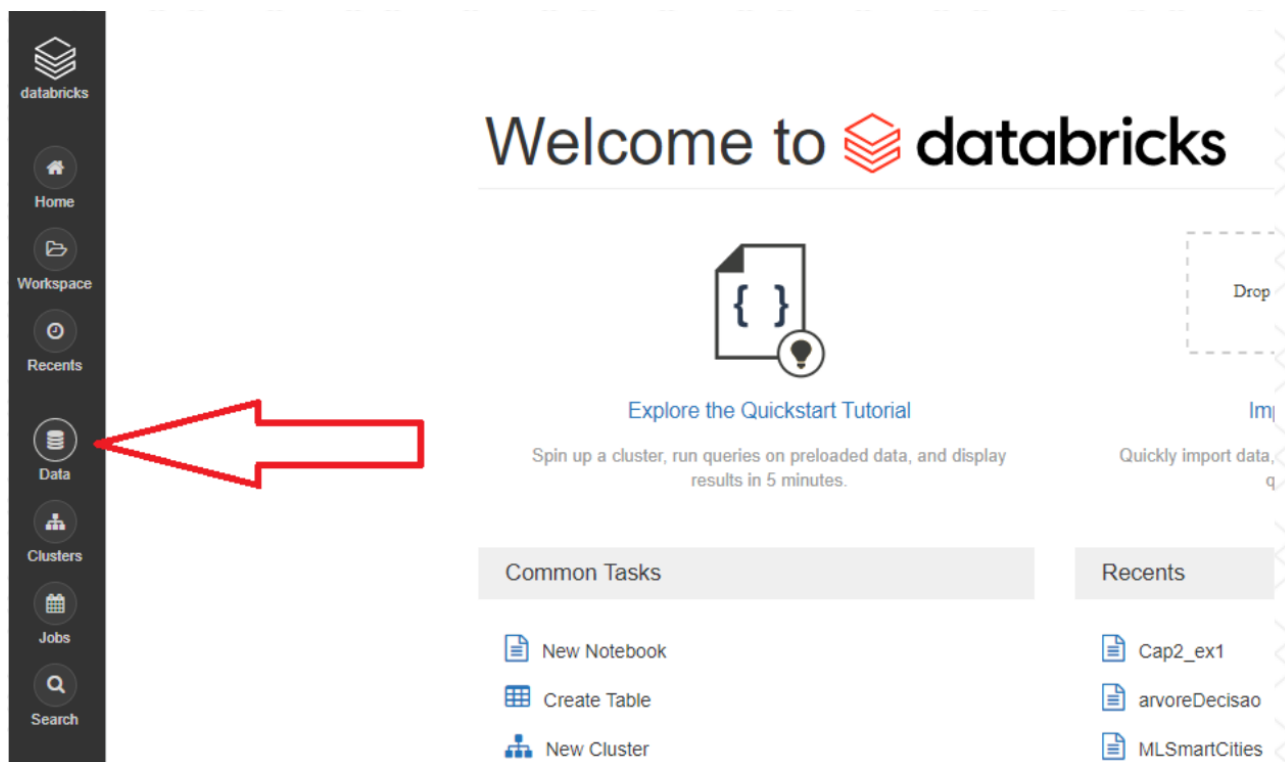 databricks
Home
Workspace
Recents
Data
Clusters
Jobs
Search
Welcome to databricks
{ }
Explore the Quickstart Tutorial
Spin up a cluster, run queries on preloaded data, and display
results in 5 minutes.
Drop
Im
Quickly import data,
q
Common Tasks
New Notebook
Create Table
New Cluster
Recents
Cap2_ex1
arvoreDecisao
MLSmartCities